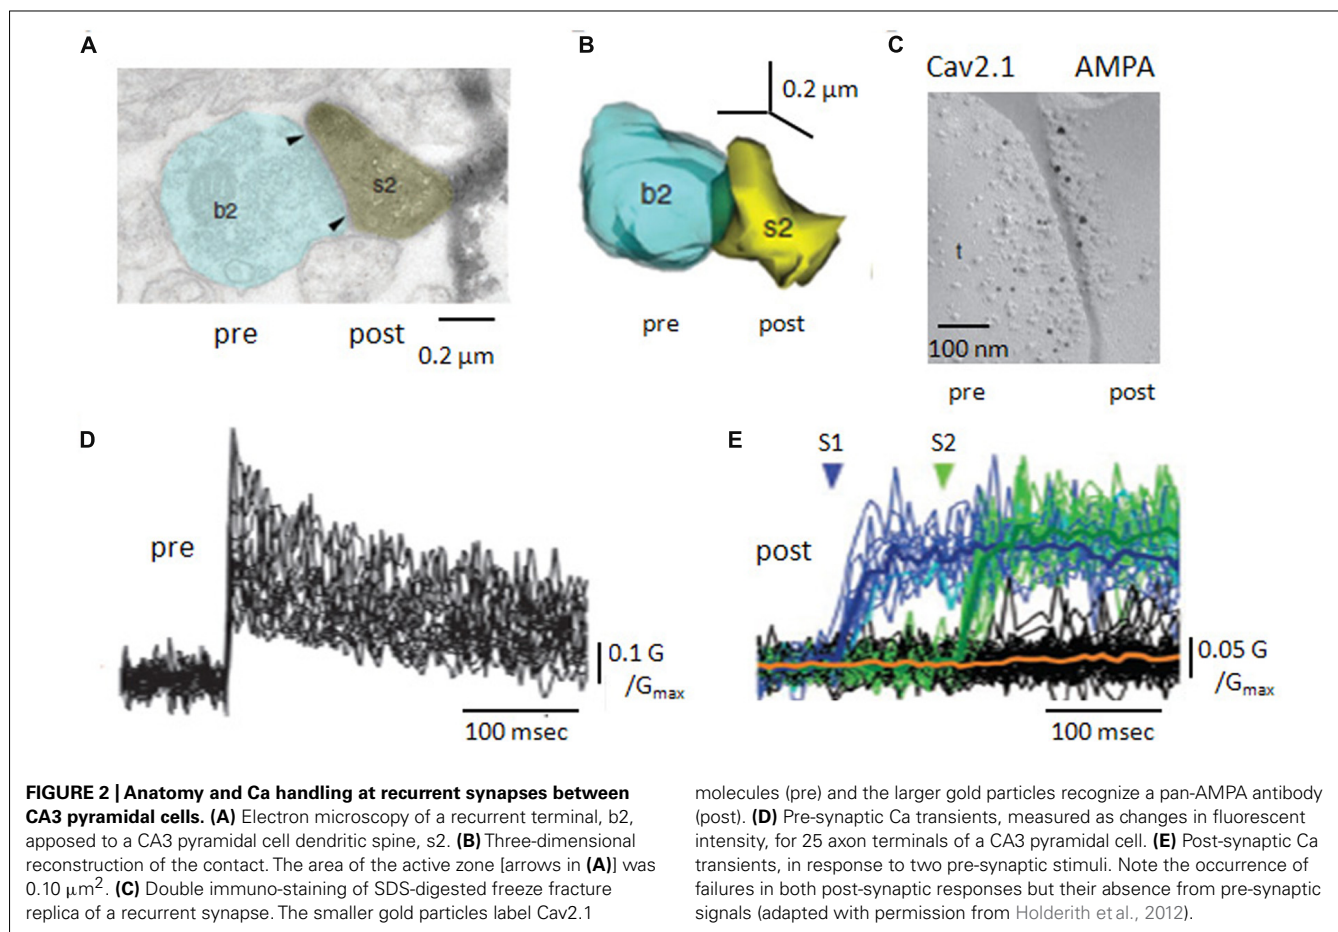 A
B
C
b2
s2
pre
post
0.2 μm
0.2 μm
b2
s2
pre
post
Cav2.1 AMPA
t
100 nm
pre
post
D
pre
0.1 G
/Gmax
100 msec
E
S1
S2
post
0.05 G
/Gmax
100 msec
FIGURE 2 | Anatomy and Ca handling at recurrent synapses between
CA3 pyramidal cells. (A) Electron microscopy of a recurrent terminal, b2,
apposed to a CA3 pyramidal cell dendritic spine, s2. (B) Three-dimensional
reconstruction of the contact. The area of the active zone [arrows in (A)] was
0.10 μm². (C) Double immuno-staining of SDS-digested freeze fracture
replica of a recurrent synapse. The smaller gold particles label Cav2.1
molecules (pre) and the larger gold particles recognize a pan-AMPA antibody
(post). (D) Pre-synaptic Ca transients, measured as changes in fluorescent
intensity, for 25 axon terminals of a CA3 pyramidal cell. (E) Post-synaptic Ca
transients, in response to two pre-synaptic stimuli. Note the occurrence of
failures in both post-synaptic responses but their absence from pre-synaptic
signals (adapted with permission from Holderith et al., 2012).